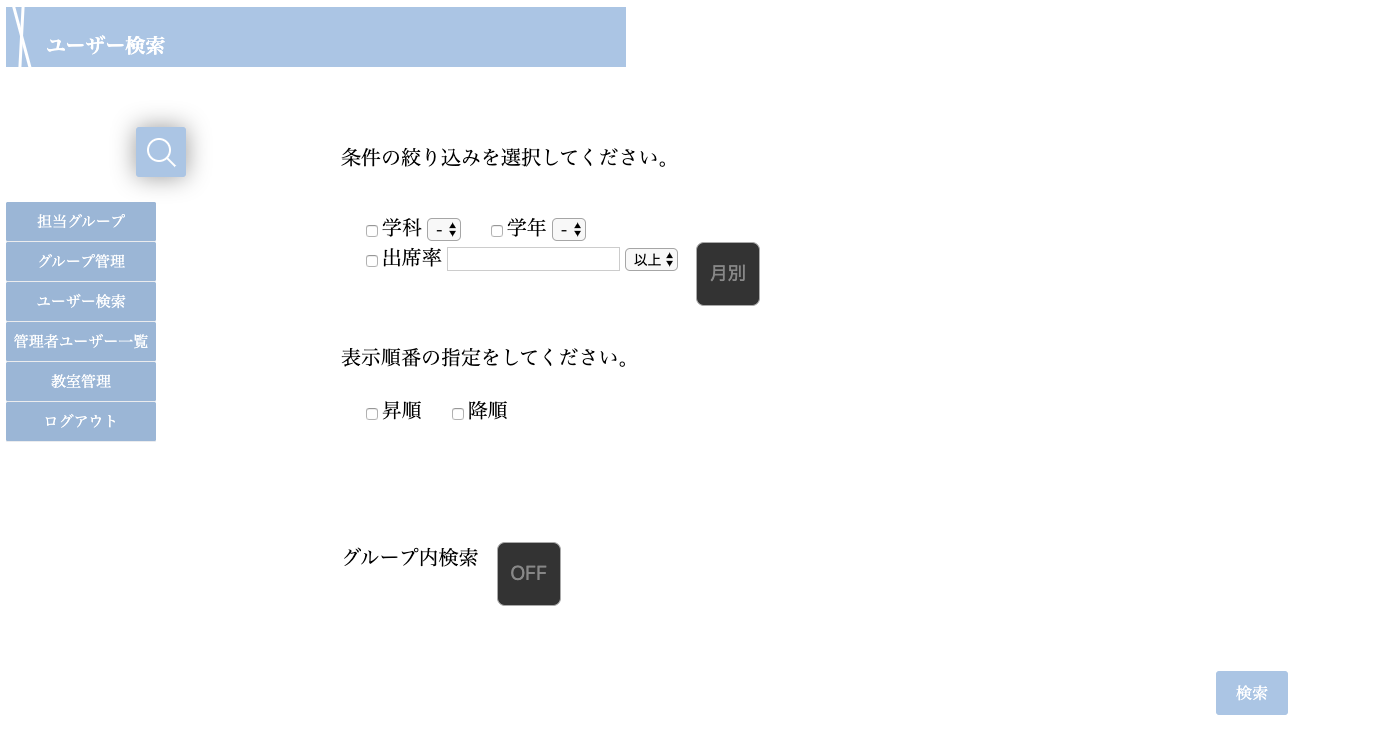 ユーザー検索
担当グループ
グループ管理
ユーザー検索
管理者ユーザー一覧
教室管理
ログアウト
条件の絞り込みを選択してください。
学科 - 学年 -
出席率 以上 月別
表示順番の指定をしてください。
昇順 降順
グループ内検索 OFF
検索